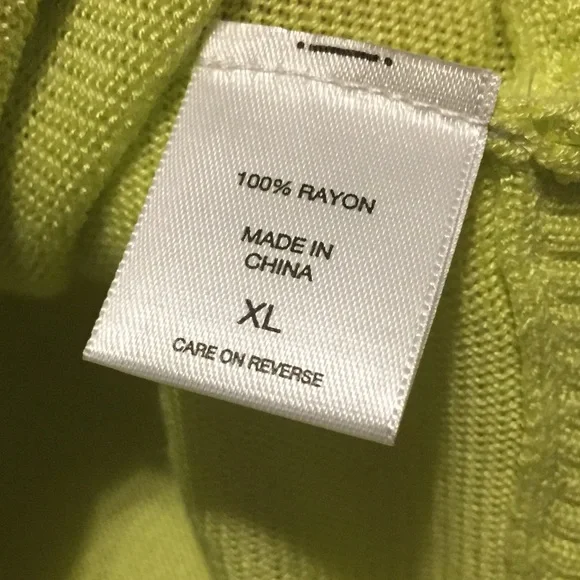 100% RAYON
MADE IN
CHINA
XL
CARE ON REVERSE